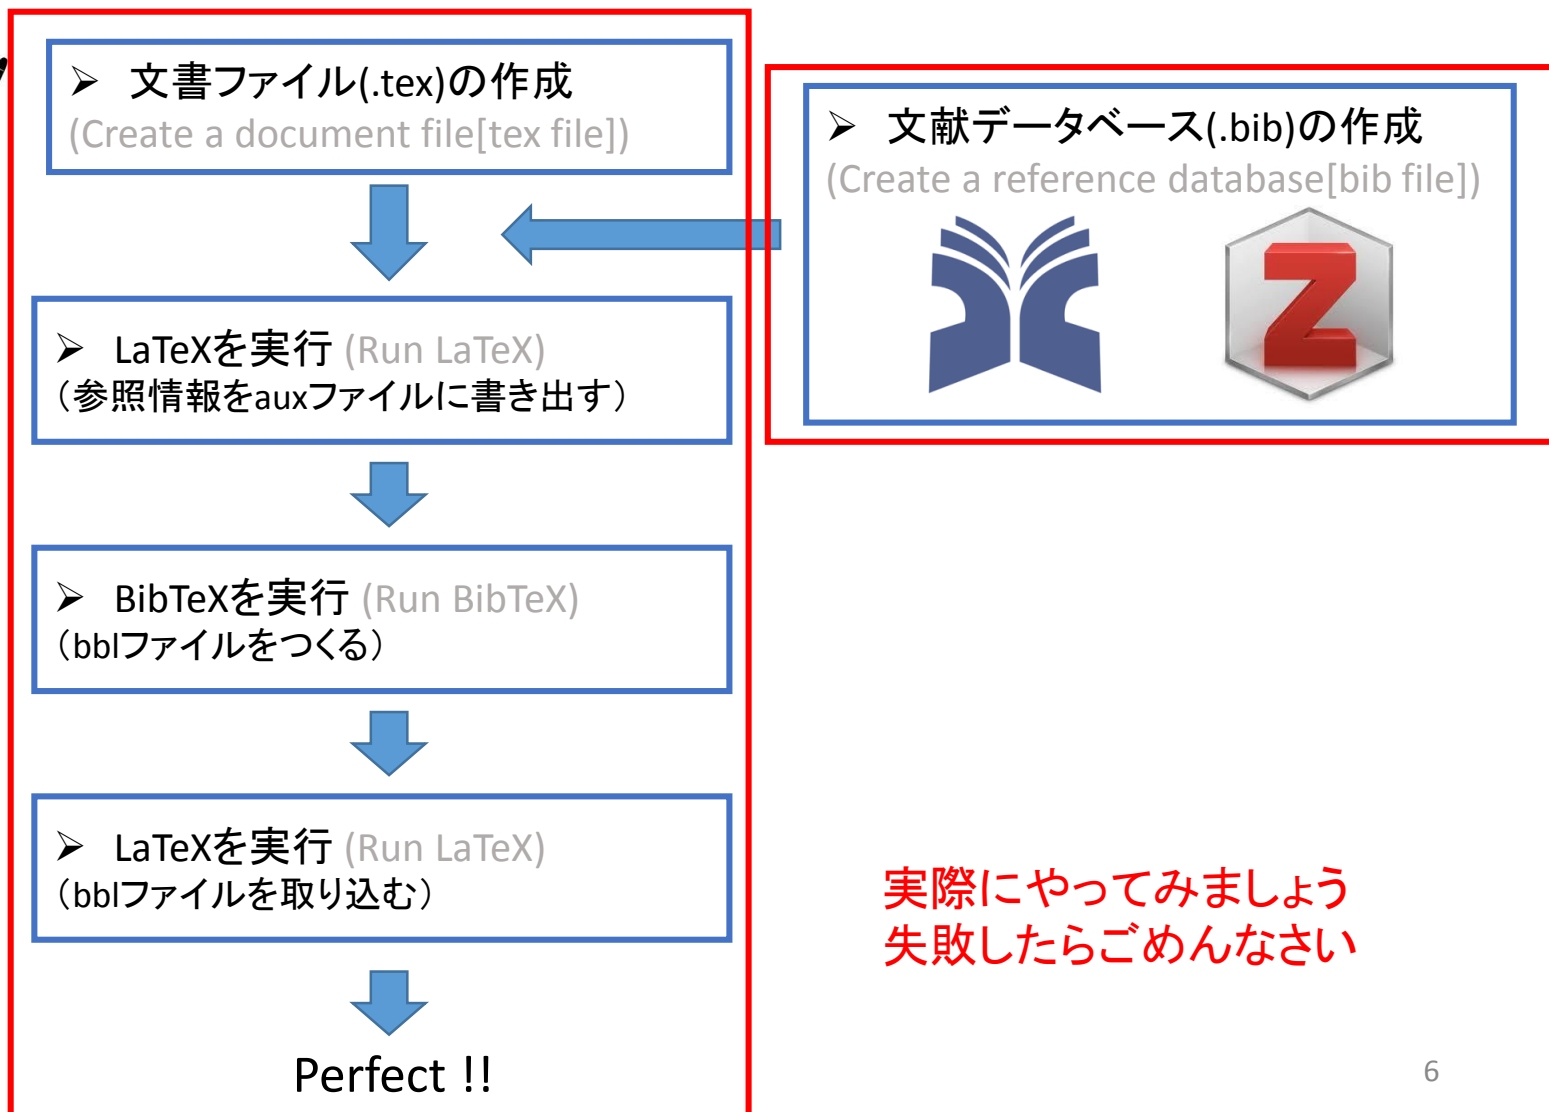 ➢ 文書ファイル(.tex)の作成
(Create a document file[tex file])
➢ 文献データベース(.bib)の作成
(Create a reference database[bib file])
Z
➢ LaTeXを実行 (Run LaTeX)
（参照情報をauxファイルに書き出す）
➢ BibTeXを実行 (Run BibTeX)
（bblファイルをつくる）
➢ LaTeXを実行 (Run LaTeX)
（bblファイルを取り込む）
実際にやってみましょう
失敗したらごめんなさい
Perfect !!
6